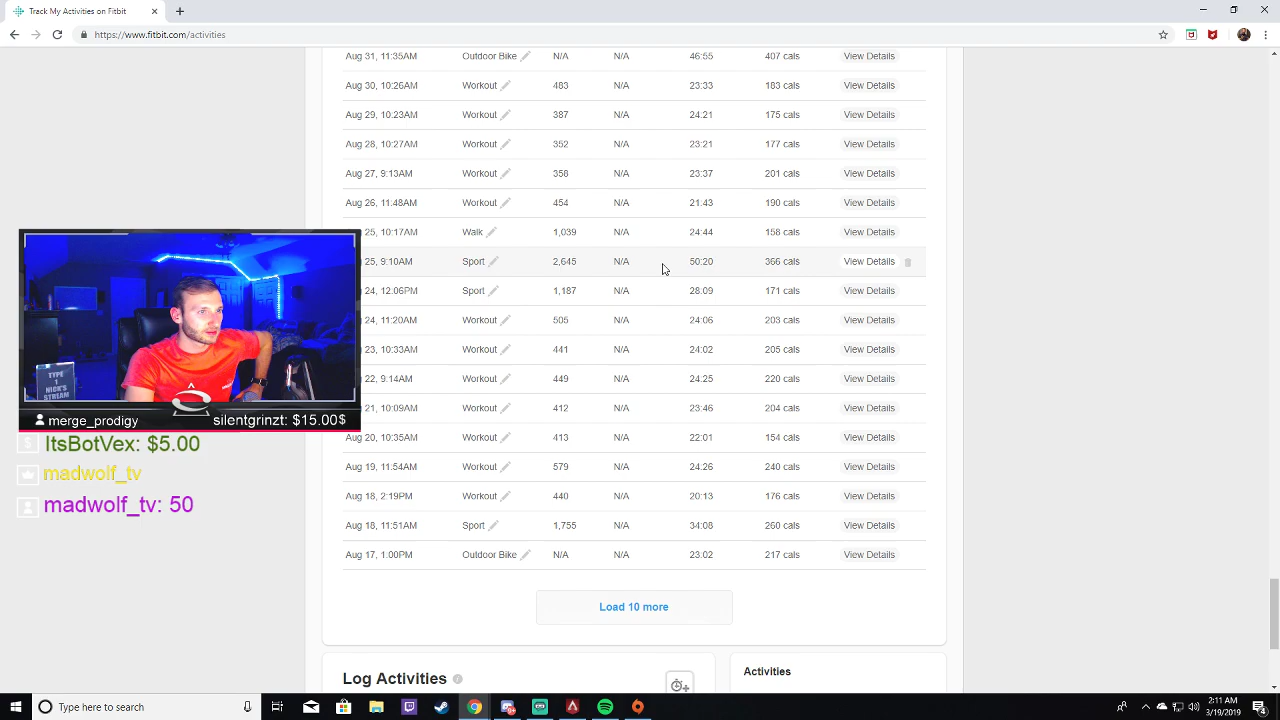 Track My Activities on Fitbit
https://www.fitbit.com/activities
Aug 31, 11:35AM Outdoor Bike N/A N/A 46:55 407 cals View Details
Aug 30, 10:26AM Workout 483 N/A 23:33 183 cals View Details
Aug 29, 10:23AM Workout 387 N/A 24:21 175 cals View Details
Aug 28, 10:27AM Workout 352 N/A 23:21 177 cals View Details
Aug 27, 9:13AM Workout 358 N/A 23:37 201 cals View Details
Aug 26, 11:48AM Workout 454 N/A 21:43 190 cals View Details
25, 10:17AM Walk 1,039 N/A 24:44 158 cals View Details
25, 9:10AM Sport 2,645 N/A 50:20 366 cals View Details
24, 12:06PM Sport 1,187 N/A 28:09 171 cals View Details
24, 11:20AM Workout 505 N/A 24:06 203 cals View Details
23, 10:33AM Workout 441 N/A 24:02 205 cals View Details
22, 9:14AM Workout 449 N/A 24:25 220 cals View Details
21, 10:09AM Workout 412 N/A 23:46 204 cals View Details
Aug 20, 10:35AM Workout 413 N/A 22:01 154 cals View Details
Aug 19, 11:54AM Workout 579 N/A 24:26 240 cals View Details
Aug 18, 2:19PM Workout 440 N/A 20:13 176 cals View Details
Aug 18, 11:51AM Sport 1,755 N/A 34:08 260 cals View Details
Aug 17, 1:00PM Outdoor Bike N/A N/A 23:02 217 cals View Details
TYPE
1
NICK'S
STREAM
merge_prodigy silentgrinzt: $15.00$
ItsBotVex: $5.00
madwolf_tv
madwolf_tv: 50
Load 10 more
Log Activities
Activities
Type here to search
2:11 AM
3/19/2019